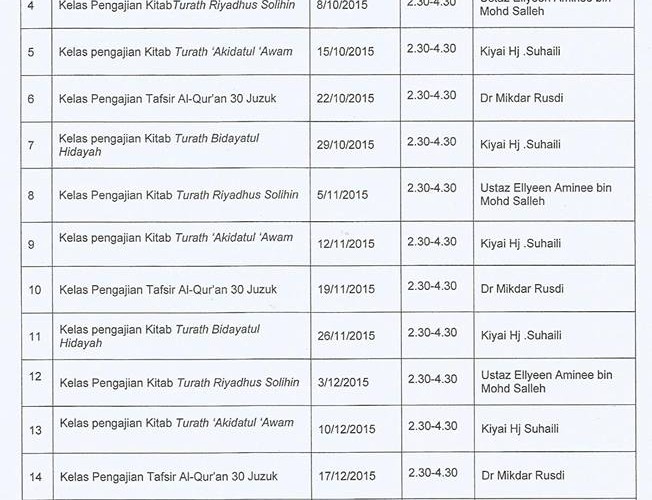 4 Kelas Pengajian Kitab Turath Riyadhus Solihin 8/10/2015 2.30-4.30 Ustaz Ellyeen Aminee bin
Mohd Salleh
5 Kelas pengajian Kitab Turath 'Akidatul 'Awam 15/10/2015 2.30-4.30 Kiyai Hj .Suhaili
6 Kelas Pengajian Tafsir Al-Qur'an 30 Juzuk 22/10/2015 2.30-4.30 Dr Mikdar Rusdi
7 Kelas pengajian Kitab Turath Bidayatul
Hidayah 29/10/2015 2.30-4.30 Kiyai Hj .Suhaili
8 Kelas Pengajian Kitab Turath Riyadhus Solihin 5/11/2015 2.30-4.30 Ustaz Ellyeen Aminee bin
Mohd Salleh
9 Kelas pengajian Kitab Turath 'Akidatul 'Awam 12/11/2015 2.30-4.30 Kiyai Hj .Suhaili
10 Kelas Pengajian Tafsir Al-Qur'an 30 Juzuk 19/11/2015 2.30-4.30 Dr Mikdar Rusdi
11 Kelas pengajian Kitab Turath Bidayatul
Hidayah 26/11/2015 2.30-4.30 Kiyai Hj .Suhaili
12 Kelas Pengajian Kitab Turath Riyadhus Solihin 3/12/2015 2.30-4.30 Ustaz Ellyeen Aminee bin
Mohd Salleh
13 Kelas pengajian Kitab Turath 'Akidatul 'Awam 10/12/2015 2.30-4.30 Kiyai Hj Suhaili
14 Kelas Pengajian Tafsir Al-Qur'an 30 Juzuk 17/12/2015 2.30-4.30 Dr Mikdar Rusdi